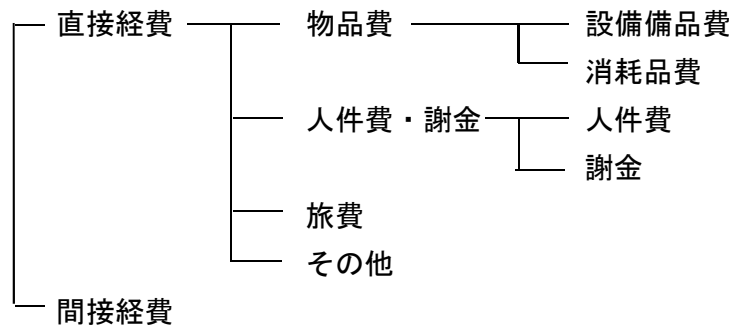 直接経費 物品費 設備備品費
消耗品費
人件費・謝金 人件費
謝金
旅費
その他
間接経費